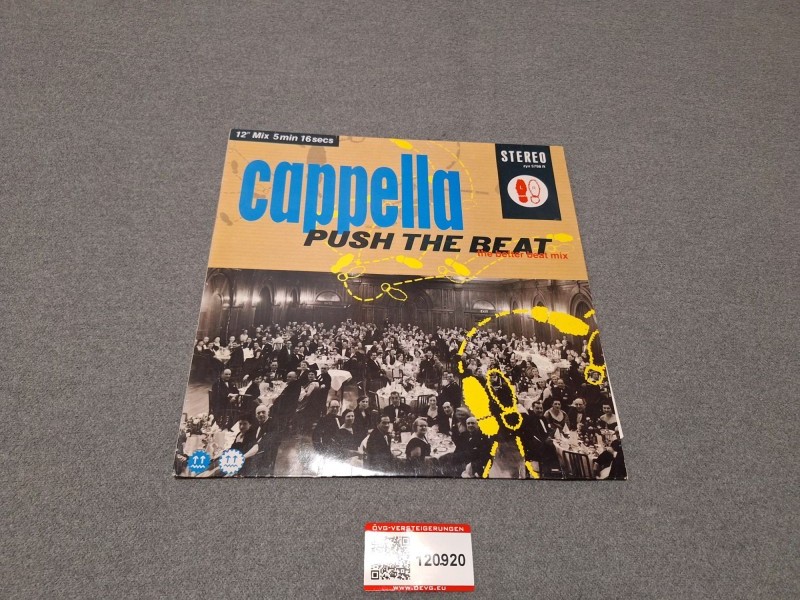 12" Mix 5min 16secs
STEREO
cappella
PUSH THE BEAT
the better beat mix
ÖVG-VERSTEIGERUNGEN
120920
WWW.OEVG.EU